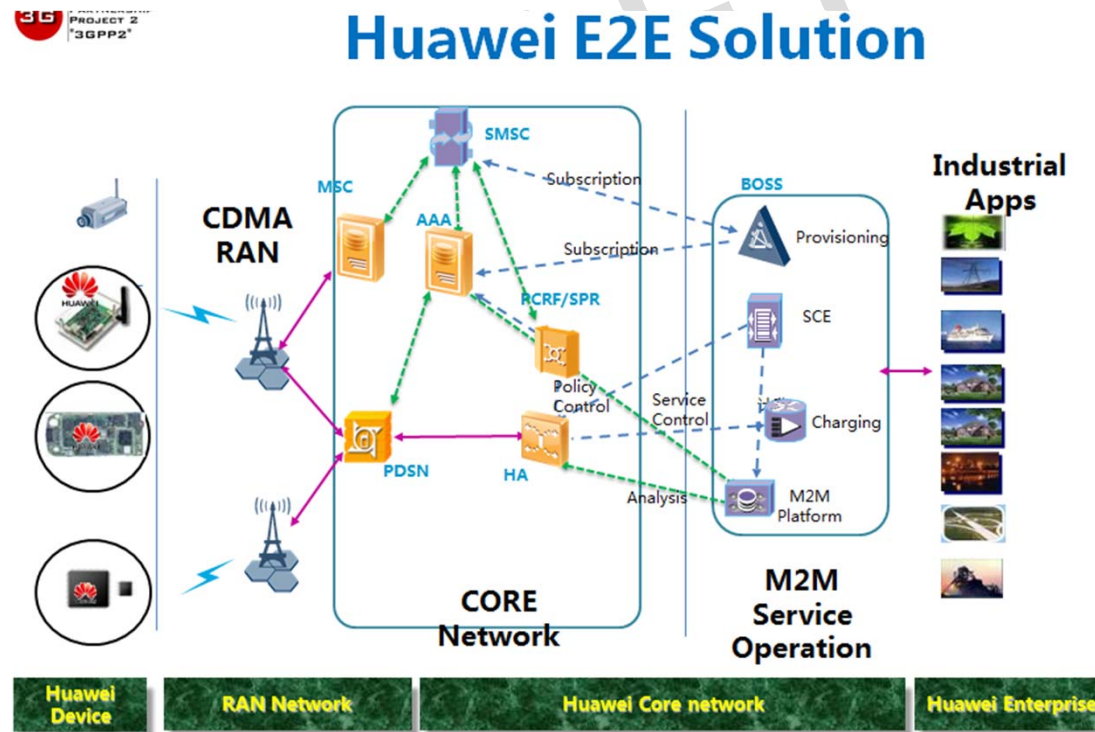 3G
PROJECT 2
"3GPP2"
Huawei E2E Solution
SMSC
MSC
AAA
Subscription
Subscription
BOSS
Provisioning
Industrial
Apps
CDMA
RAN
HUAWEI
PCRF/SPR
SCE
Policy
Control
Service
Control
Charging
PDSN
HA
Analysis
M2M
Platform
CORE
Network
M2M
Service
Operation
Huawei
Device
RAN Network
Huawei Core network
Huawei Enterprise